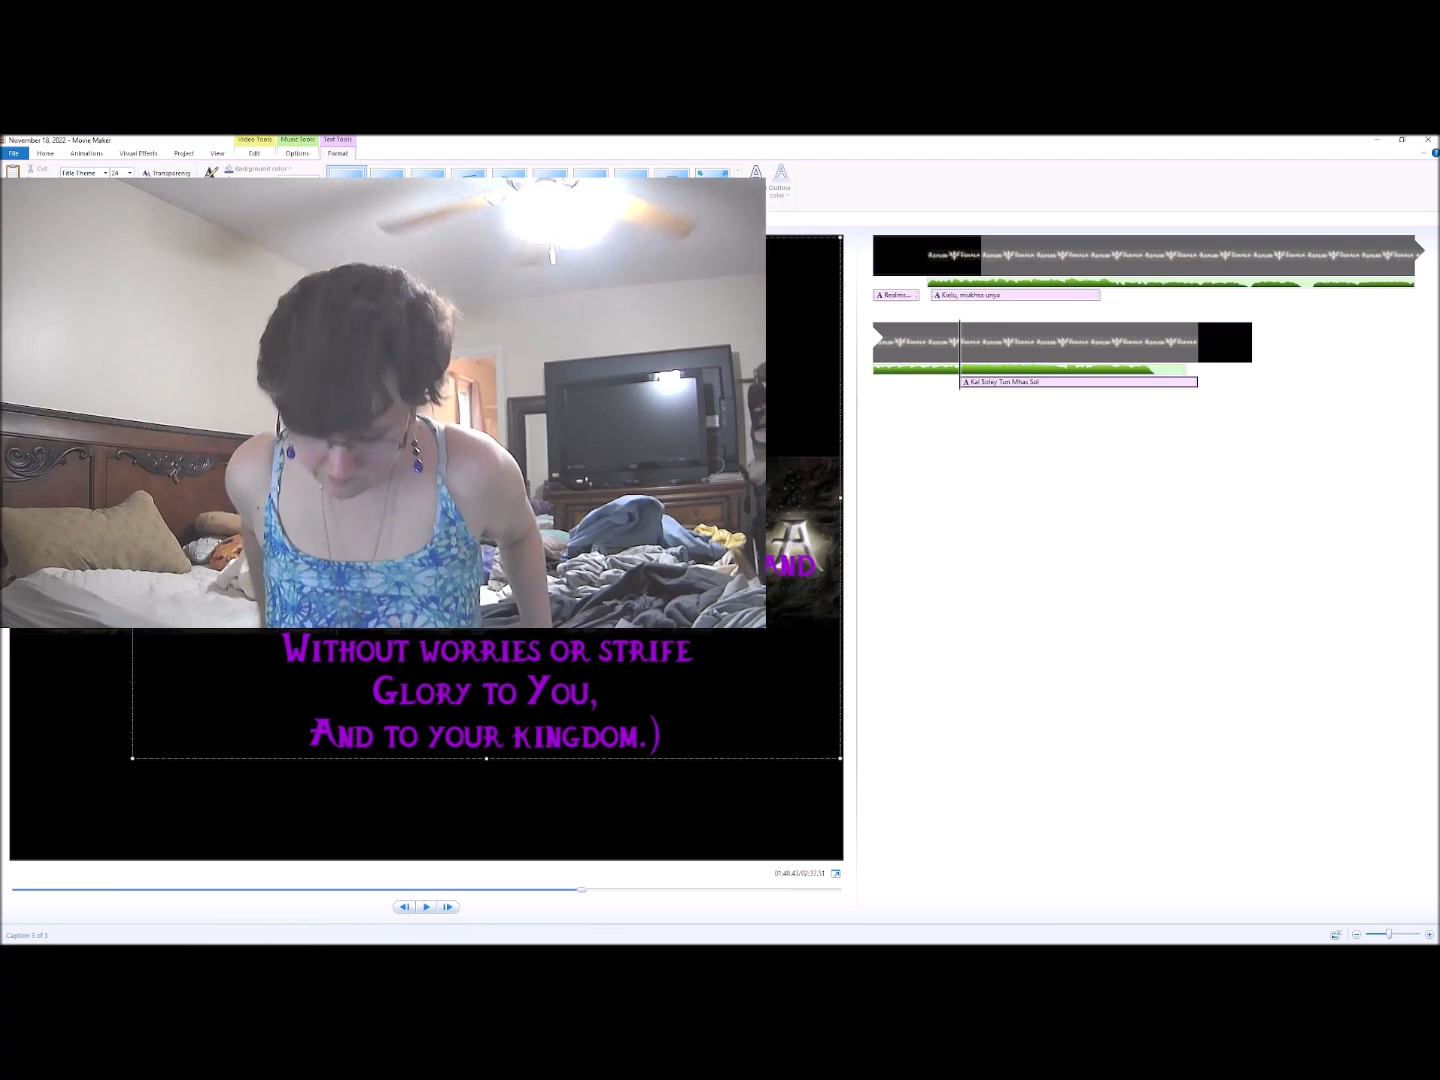 November 18, 2022 - Movie Maker
Video Tools
Music Tools
Text Tools
File
Home
Animations
Visual Effects
Project
View
Edit
Options
Format
Cut
Title Theme
24
Transparency
Background color
Outline
color
Realms...
Kielu, mukhsa unya
Kal Soley Tun Mhas Sol
AND
Without worries or strife
Glory to You,
And to your kingdom.)
01:48.43/02:37.51
Caption 3 of 3